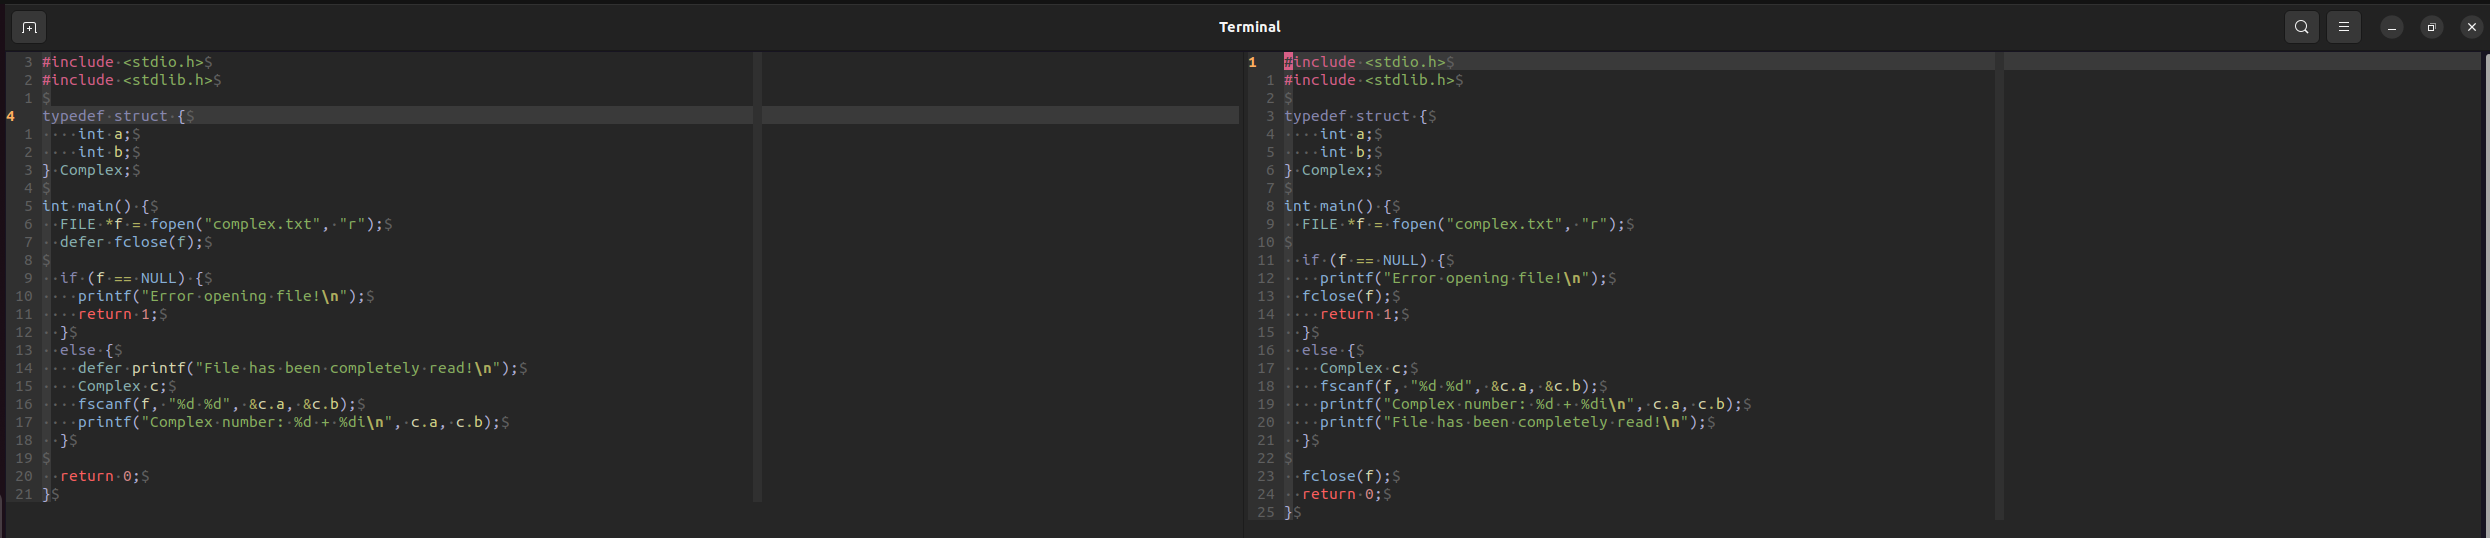 Terminal
3 #include <stdio.h>$
2 #include <stdlib.h>$
1 $
4 typedef struct {$
1 ····int a;$
2 ····int b;$
3 }·Complex;$
4 $
5 int·main()·{$
6 ··FILE·*f·=·fopen("complex.txt",·"r");$
7 ··defer·fclose(f);$
8 $
9 ··if·(f·==·NULL)·{$
10 ····printf("Error·opening·file!\n");$
11 ····return·1;$
12 ··}$
13 ··else·{$
14 ····defer·printf("File·has·been·completely·read!\n");$
15 ····Complex·c;$
16 ····fscanf(f,·"%d·%d",·&c.a,·&c.b);$
17 ····printf("Complex·number:·%d·+·%di\n",·c.a,·c.b);$
18 ··}$
19 $
20 ··return·0;$
21 }$
1 #include·<stdio.h>$
1 #include·<stdlib.h>$
2 $
3 typedef·struct·{$
4 ····int·a;$
5 ····int·b;$
6 }·Complex;$
7 $
8 int·main()·{$
9 ··FILE·*f·=·fopen("complex.txt",·"r");$
10 $
11 ··if·(f·==·NULL)·{$
12 ····printf("Error·opening·file!\n");$
13 ··fclose(f);$
14 ····return·1;$
15 ··}$
16 ··else·{$
17 ····Complex·c;$
18 ····fscanf(f,·"%d·%d",·&c.a,·&c.b);$
19 ····printf("Complex·number:·%d·+·%di\n",·c.a,·c.b);$
20 ····printf("File·has·been·completely·read!\n");$
21 ··}$
22 $
23 ··fclose(f);$
24 ··return·0;$
25 }$